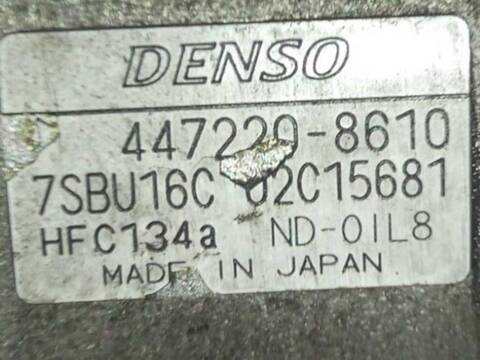 DENSO
447220-8610
7SBU16C 02C15681
HFC134a ND-OIL8
MADE IN JAPAN